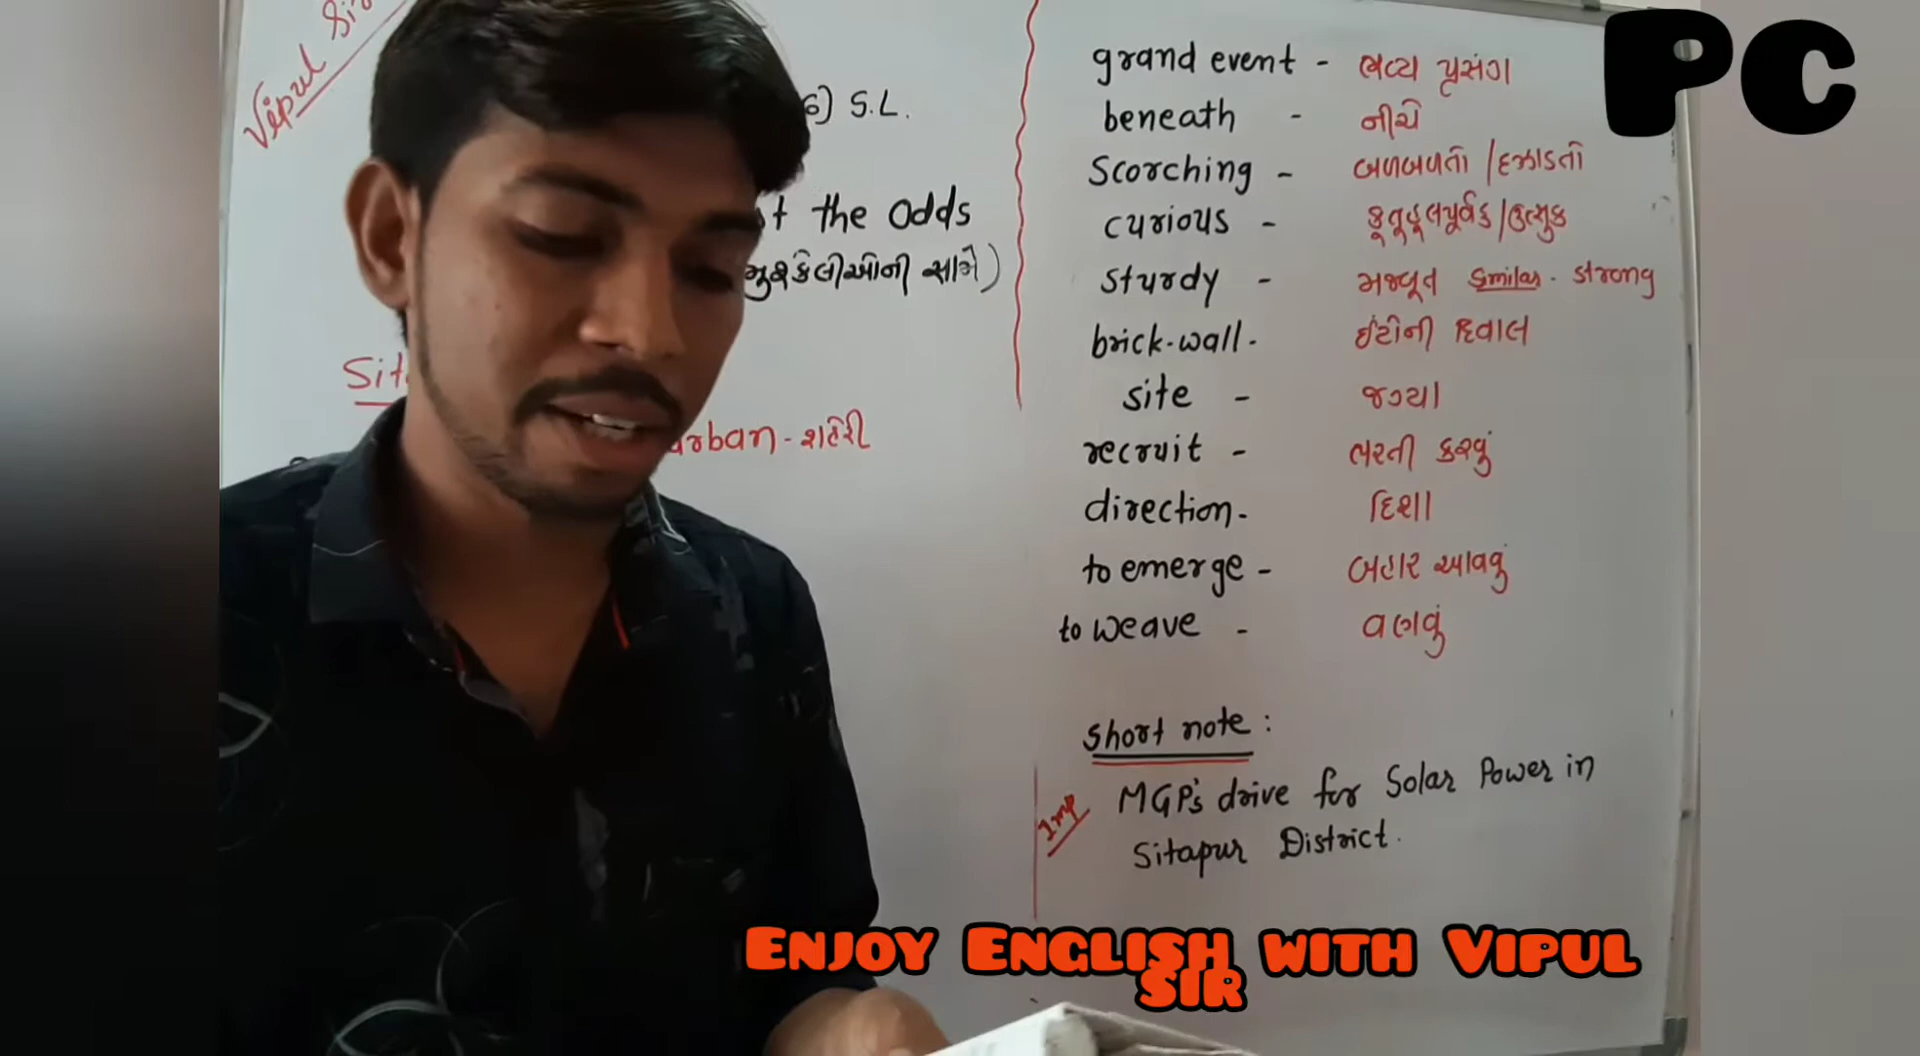 Vipul Sir
6) S.L.
the Odds
મુશ્કેલીઓની સામે)
urban - શહેરી
grand event - ભવ્ય પ્રસંગ
beneath - નીચે
Scorching - બળબળતો / દઝાડતો
curious - કૂતૂહલપૂર્વક / ઉત્સુક
sturdy - મજબૂત similar - strong
brick-wall - ઈંટોની દિવાલ
site - જગ્યા
recruit - ભરતી કરવું
direction - દિશા
to emerge - બહાર આવવું
to weave - વણવું
Short note :
Imp MGP's drive for Solar Power in
Sitapur District.
PC
Enjoy English with Vipul
Sir